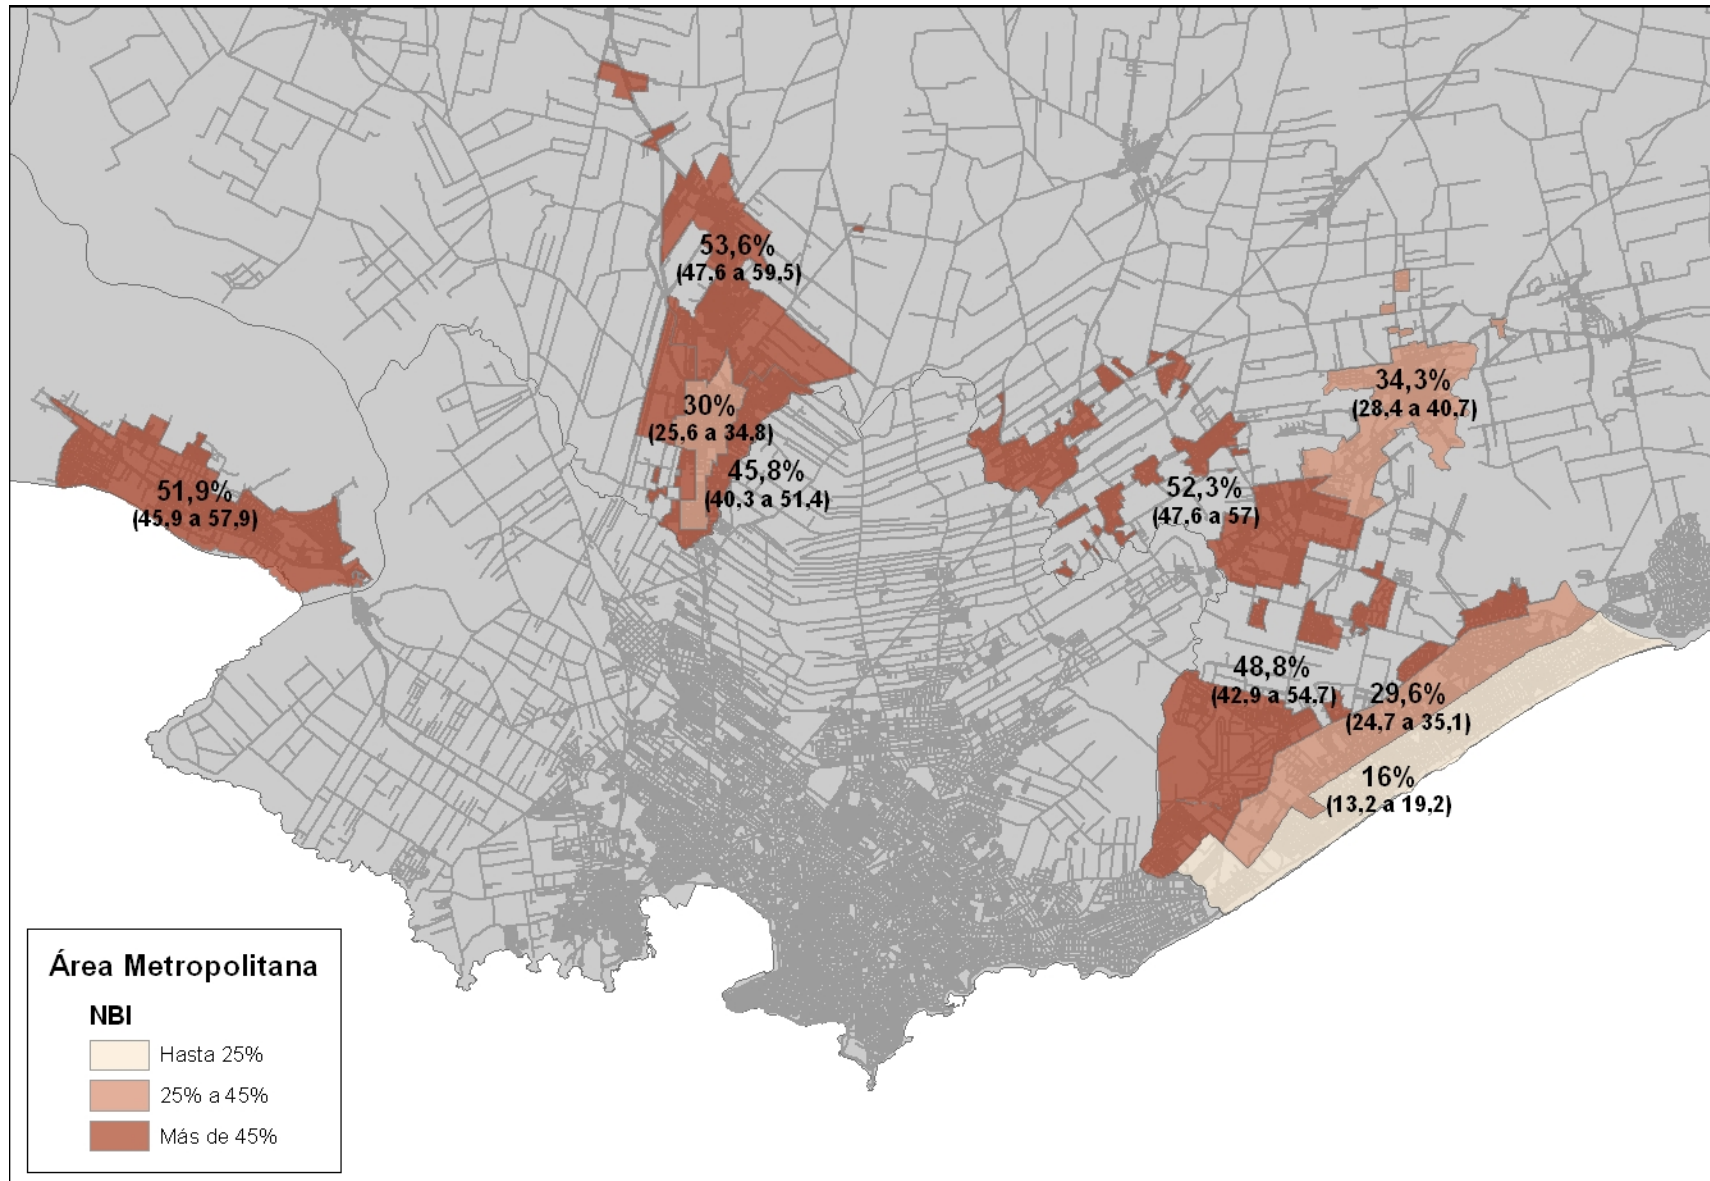 53,6%
(47,6 a 59,5)
30%
(25,6 a 34,8)
45,8%
(40,3 a 51,4)
51,9%
(45,9 a 57,9)
34,3%
(28,4 a 40,7)
52,3%
(47,6 a 57)
48,8%
(42,9 a 54,7)
29,6%
(24,7 a 35,1)
16%
(13,2 a 19,2)
Área Metropolitana
NBI
Hasta 25%
25% a 45%
Más de 45%